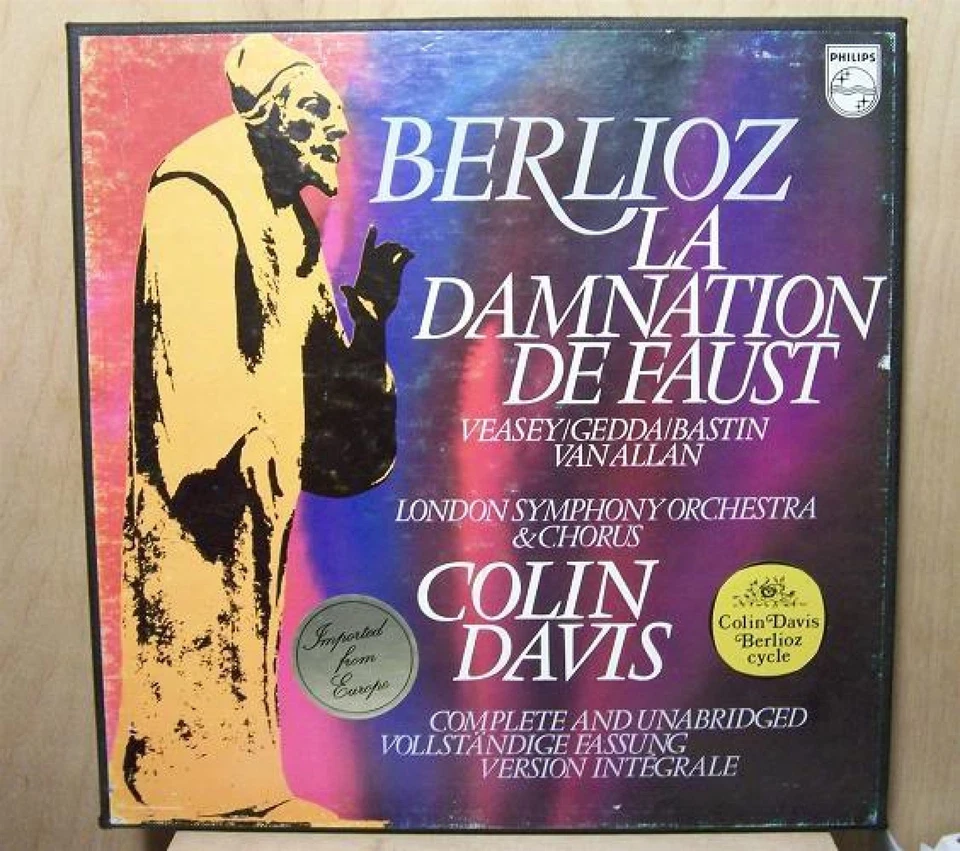 PHILIPS
BERLIOZ
LA
DAMNATION
DE FAUST
VEASEY/GEDDA/BASTIN
VAN ALLAN
LONDON SYMPHONY ORCHESTRA
& CHORUS
COLIN
DAVIS
Imported
from
Europe
Colin Davis
Berlioz
cycle
COMPLETE AND UNABRIDGED
VOLLSTÄNDIGE FASSUNG
VERSION INTÉGRALE